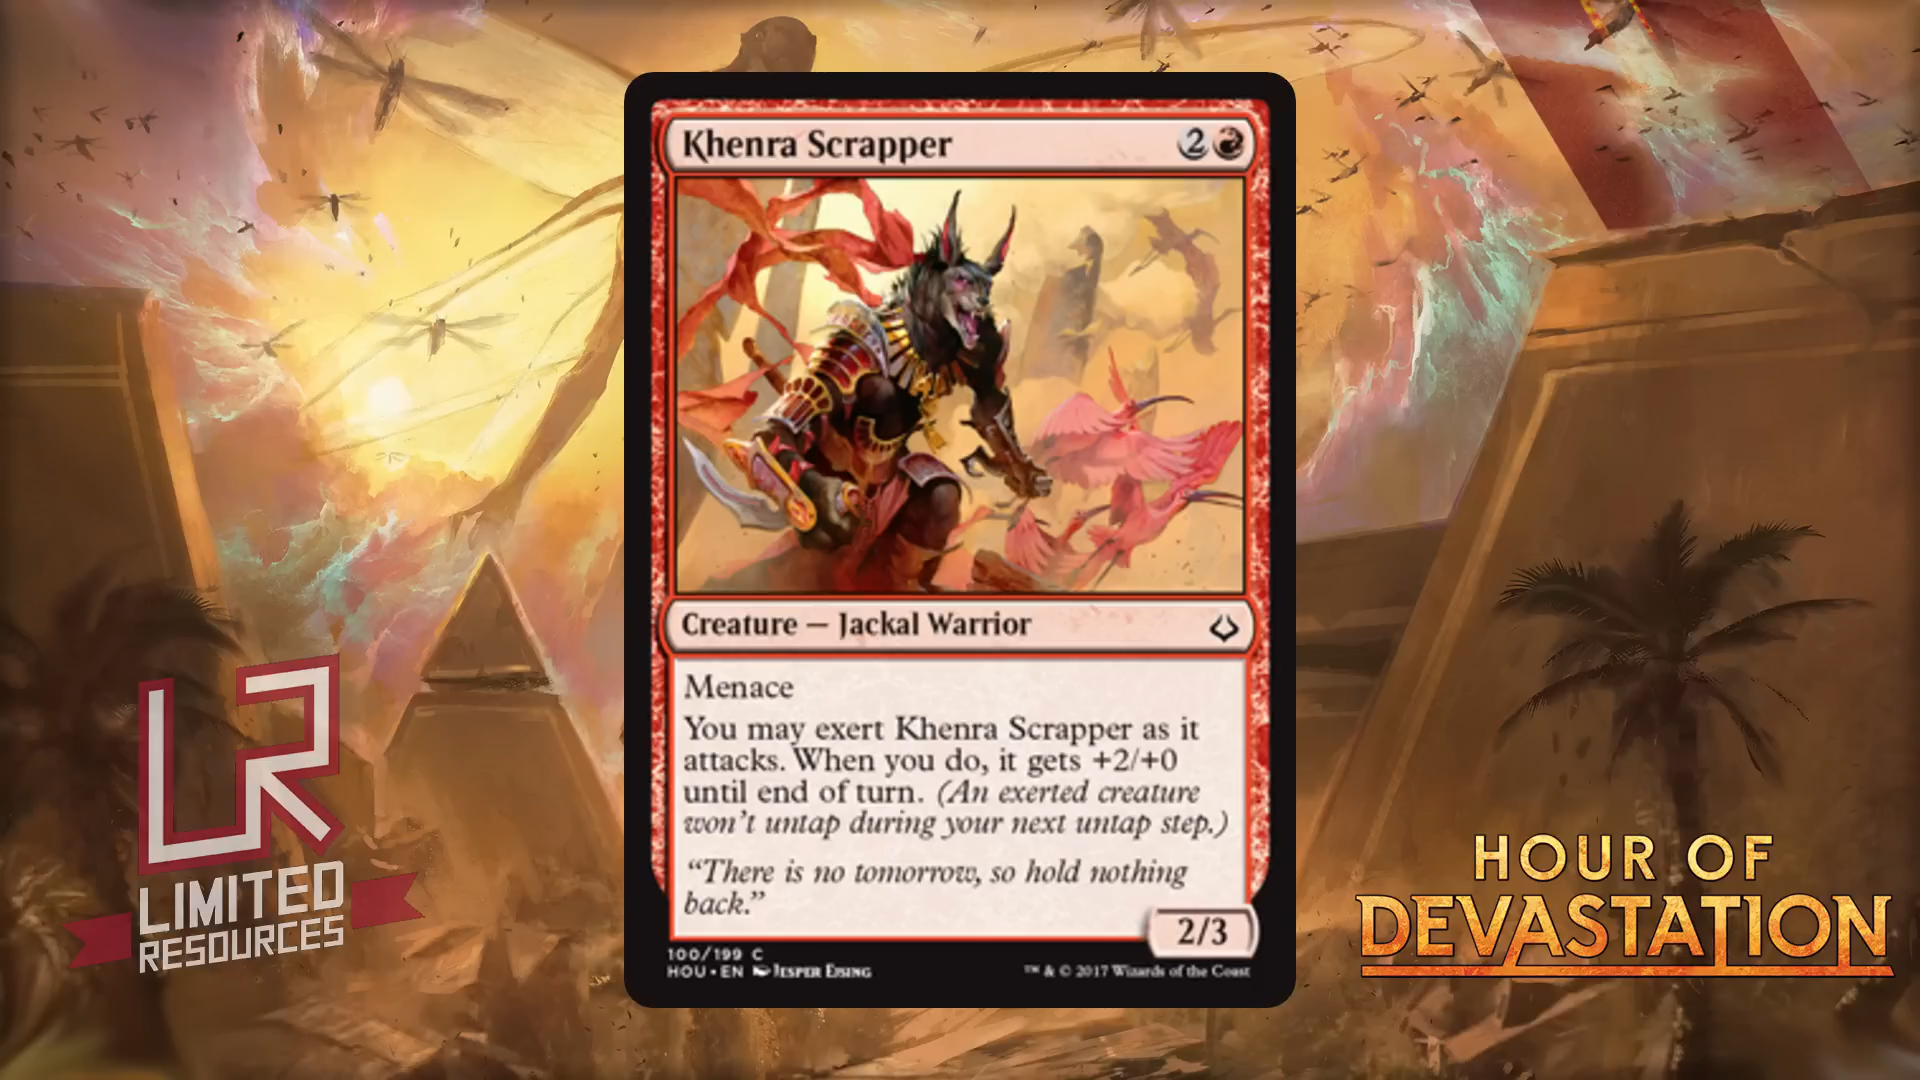 Khenra Scrapper 2
Creature — Jackal Warrior
Menace
You may exert Khenra Scrapper as it
attacks. When you do, it gets +2/+0
until end of turn. (An exerted creature
won't untap during your next untap step.)
“There is no tomorrow, so hold nothing
back.”
2/3
100/199 C
HOU • EN Jesper Ejsing
™ & © 2017 Wizards of the Coast
LR
LIMITED
RESOURCES
HOUR OF
DEVASTATION